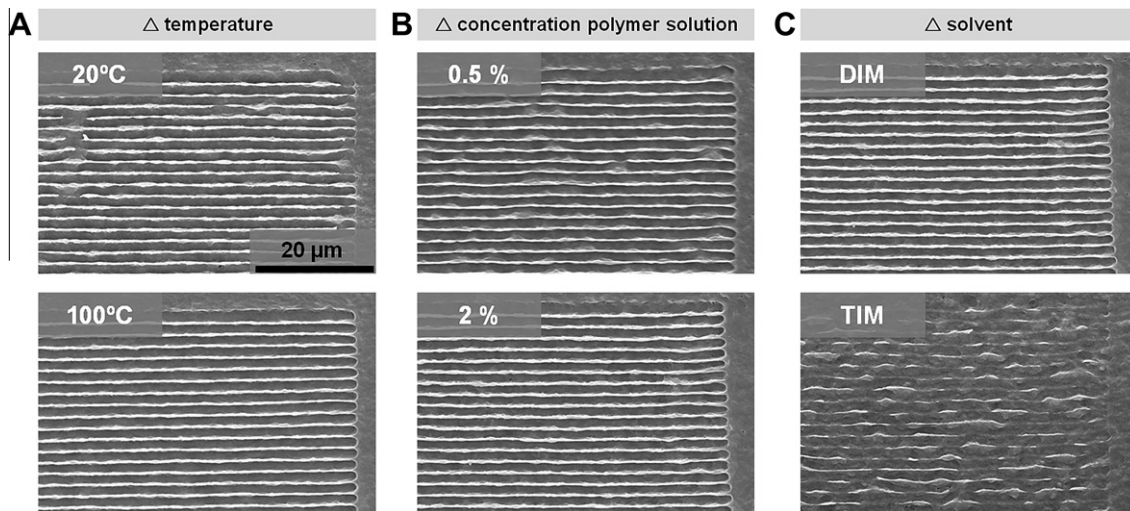 A
△ temperature
B
△ concentration polymer solution
C
△ solvent
20ºC
0.5 %
DIM
20 µm
100ºC
2 %
TIM